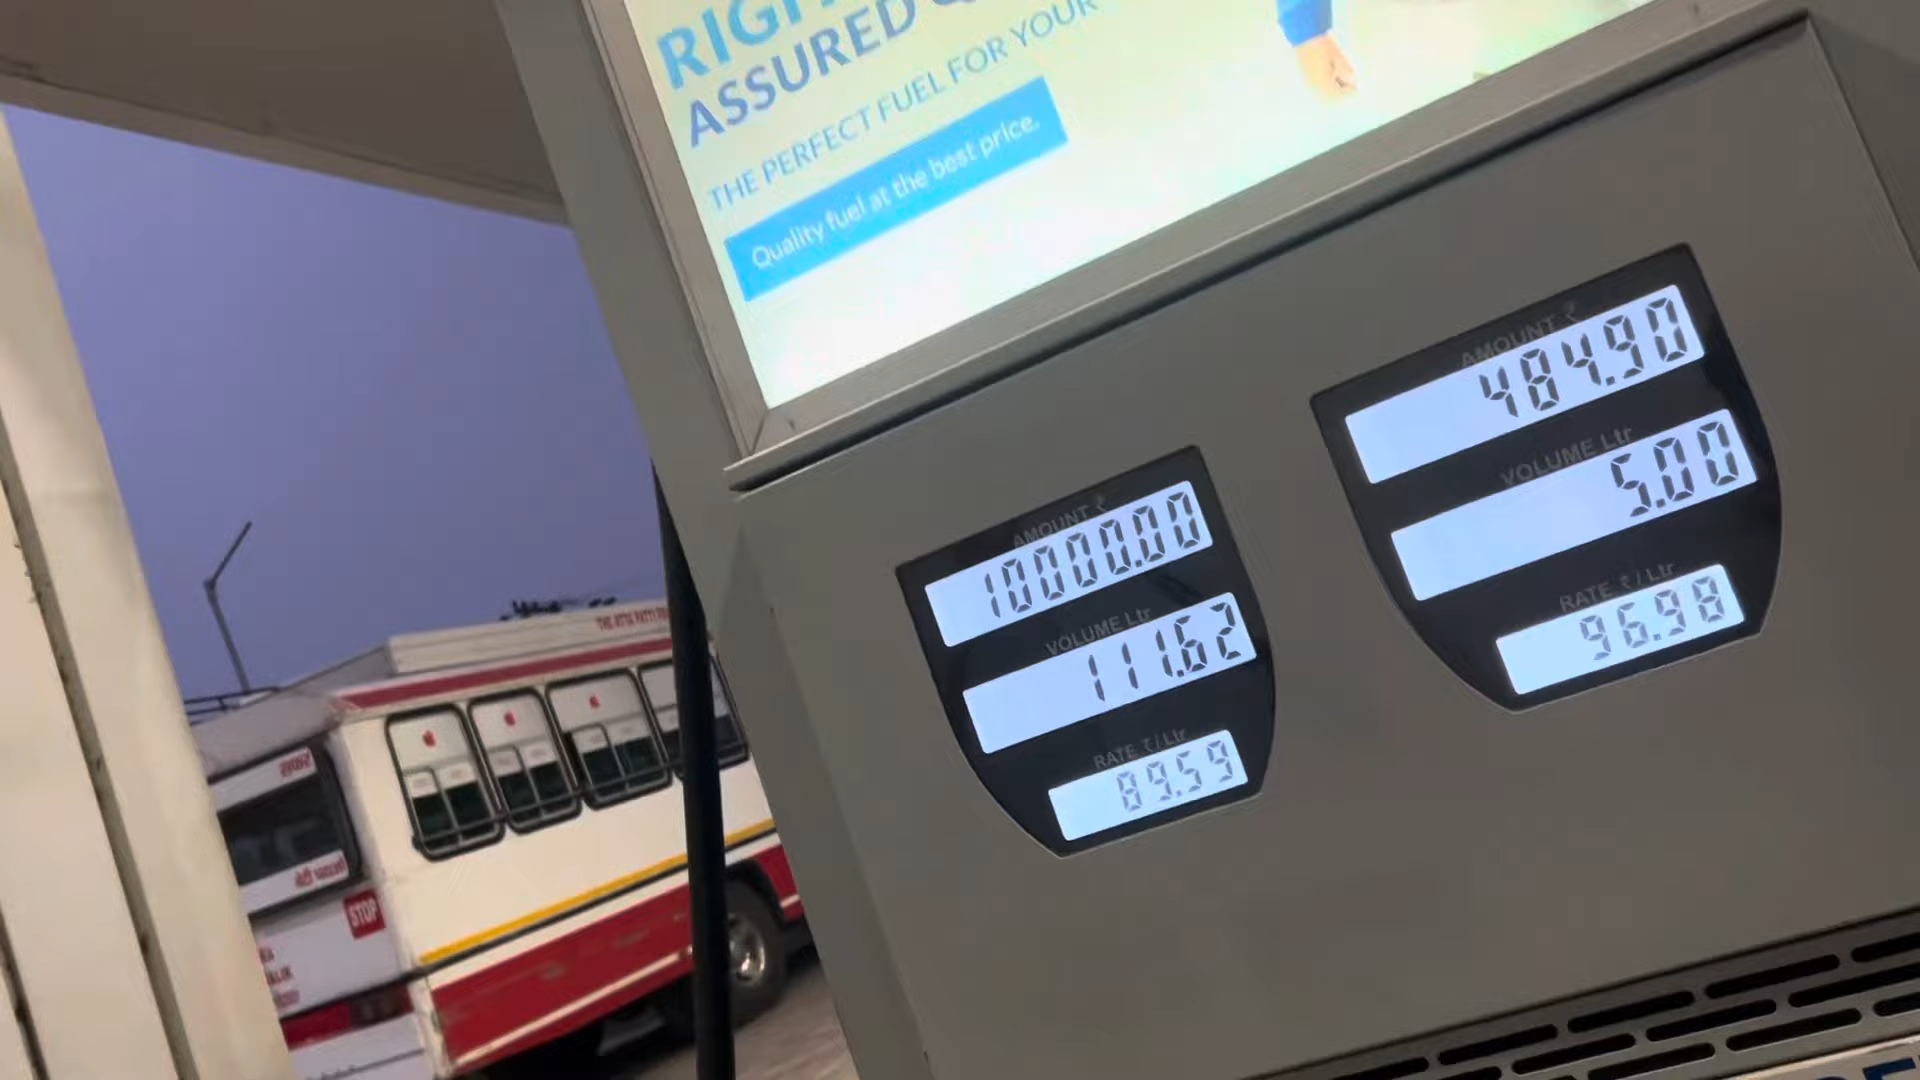 ASSURED
THE PERFECT FUEL FOR YOUR
Quality fuel at the best price.
AMOUNT ₹
10000.00
VOLUME Ltr
111.62
RATE ₹/Ltr
89.59
AMOUNT ₹
484.90
VOLUME Ltr
5.00
RATE ₹/Ltr
96.98
STOP